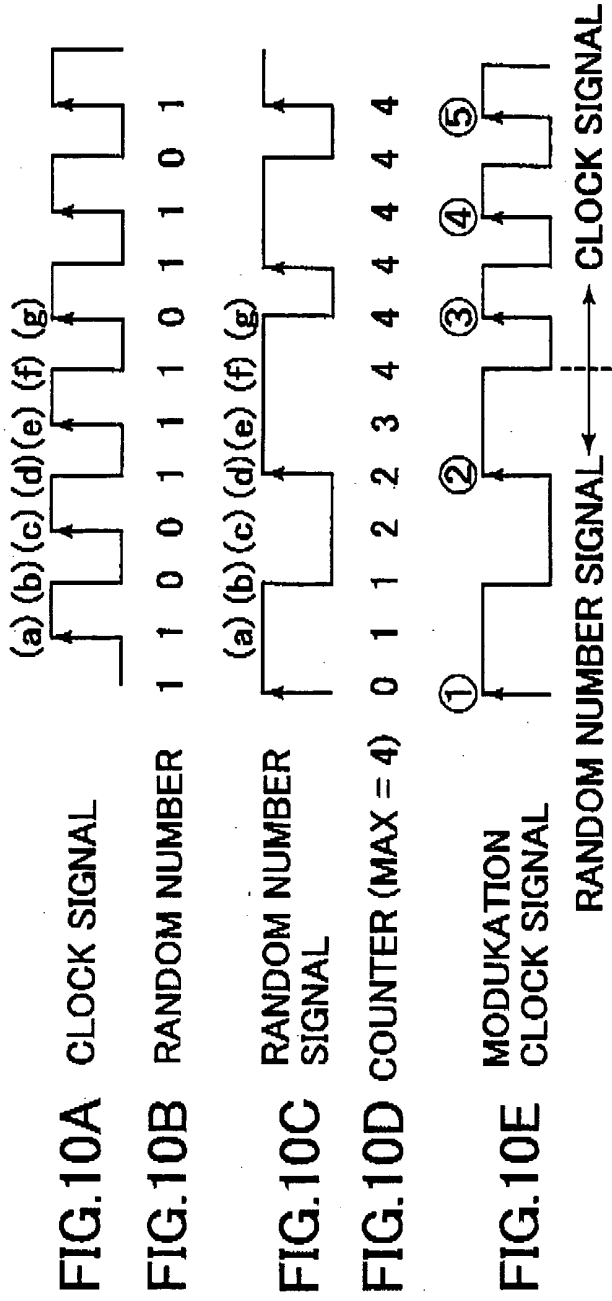 FIG.10A CLOCK SIGNAL
(a) (b) (c) (d) (e) (f) (g)
FIG.10B RANDOM NUMBER 1 1 0 0 1 1 1 0 1 1 0 1
FIG.10C RANDOM NUMBER
SIGNAL
(a) (b) (c) (d) (e) (f) (g)
FIG.10D COUNTER (MAX = 4) 0 1 1 2 2 3 4 4 4 4 4 4
FIG.10E MODUKATION
CLOCK SIGNAL
① ② ③ ④ ⑤
RANDOM NUMBER SIGNAL CLOCK SIGNAL